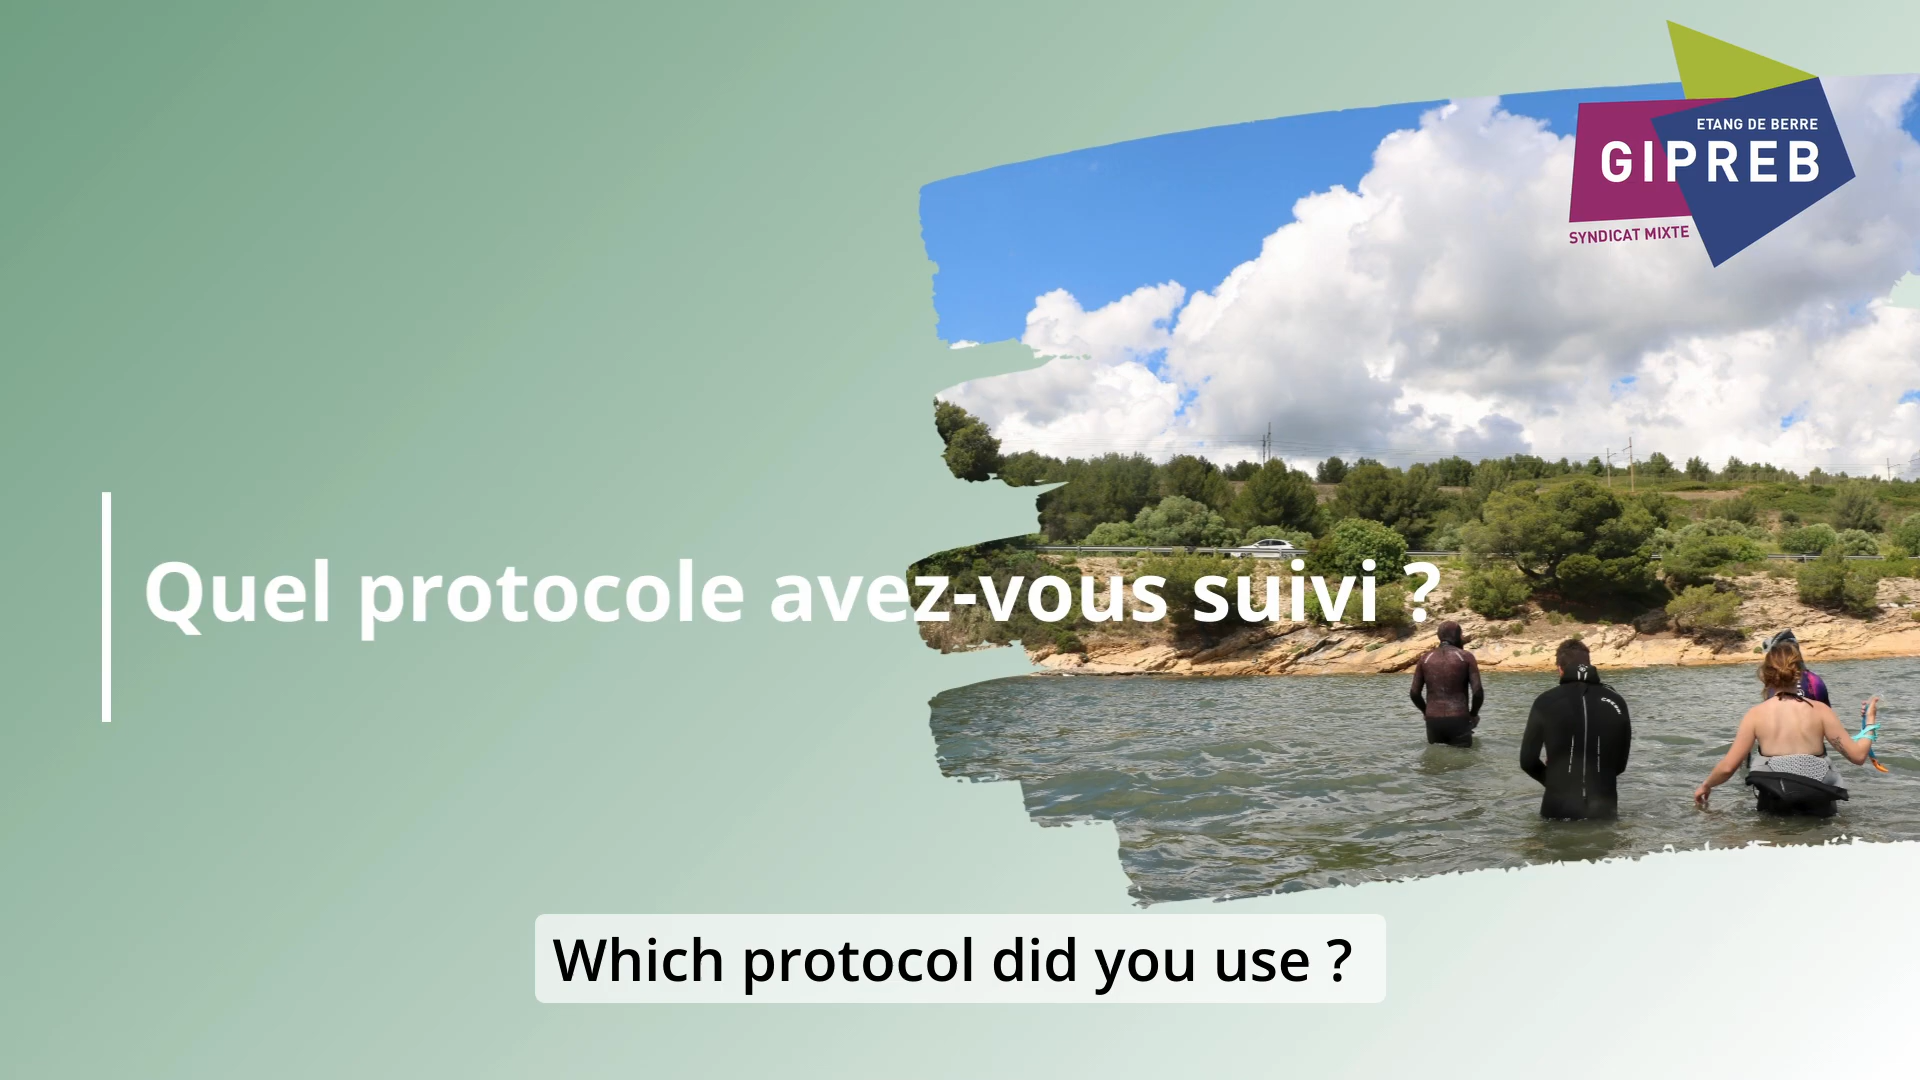 ETANG DE BERRE
GIPREB
SYNDICAT MIXTE
Quel protocole avez-vous suivi ?
Which protocol did you use ?